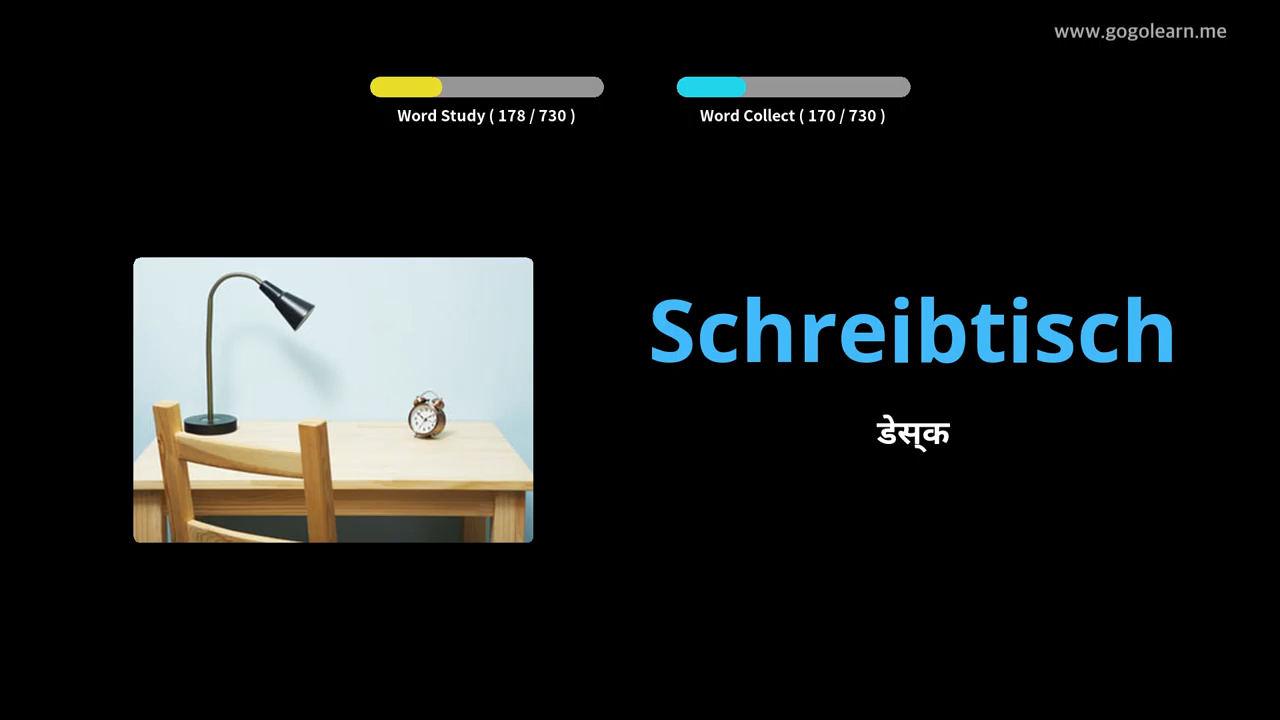 www.gogolearn.me
Word Study ( 178 / 730 )
Word Collect ( 170 / 730 )
Schreibtisch
डेस्‌क